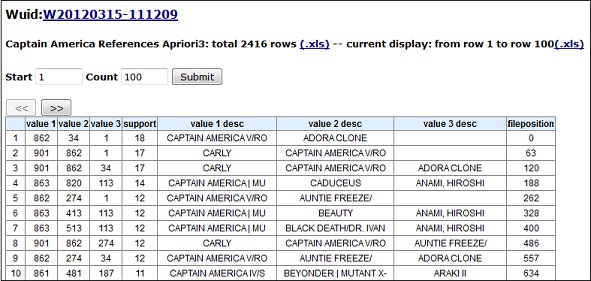 Wuid:W20120315-111209
Captain America References Apriori3: total 2416 rows (.xls) -- current display: from row 1 to row 100(.xls)
Start 1 Count 100 Submit
<< >>
value 1 value 2 value 3 support value 1 desc value 2 desc value 3 desc fileposition
1 862 34 1 18 CAPTAIN AMERICA V/RO ADORA CLONE 0
2 901 862 1 17 CARLY CAPTAIN AMERICA V/RO 63
3 901 862 34 17 CARLY CAPTAIN AMERICA V/RO ADORA CLONE 120
4 863 820 113 14 CAPTAIN AMERICA | MU CADUCEUS ANAMI, HIROSHI 188
5 862 274 1 12 CAPTAIN AMERICA V/RO AUNTIE FREEZE/ 262
6 863 413 113 12 CAPTAIN AMERICA | MU BEAUTY ANAMI, HIROSHI 328
7 863 513 113 12 CAPTAIN AMERICA | MU BLACK DEATH/DR. IVAN ANAMI, HIROSHI 400
8 901 862 274 12 CARLY CAPTAIN AMERICA V/RO AUNTIE FREEZE/ 486
9 862 274 34 12 CAPTAIN AMERICA V/RO AUNTIE FREEZE/ ADORA CLONE 557
10 861 481 187 11 CAPTAIN AMERICA IV/S BEYONDER | MUTANT X- ARAKI II 634